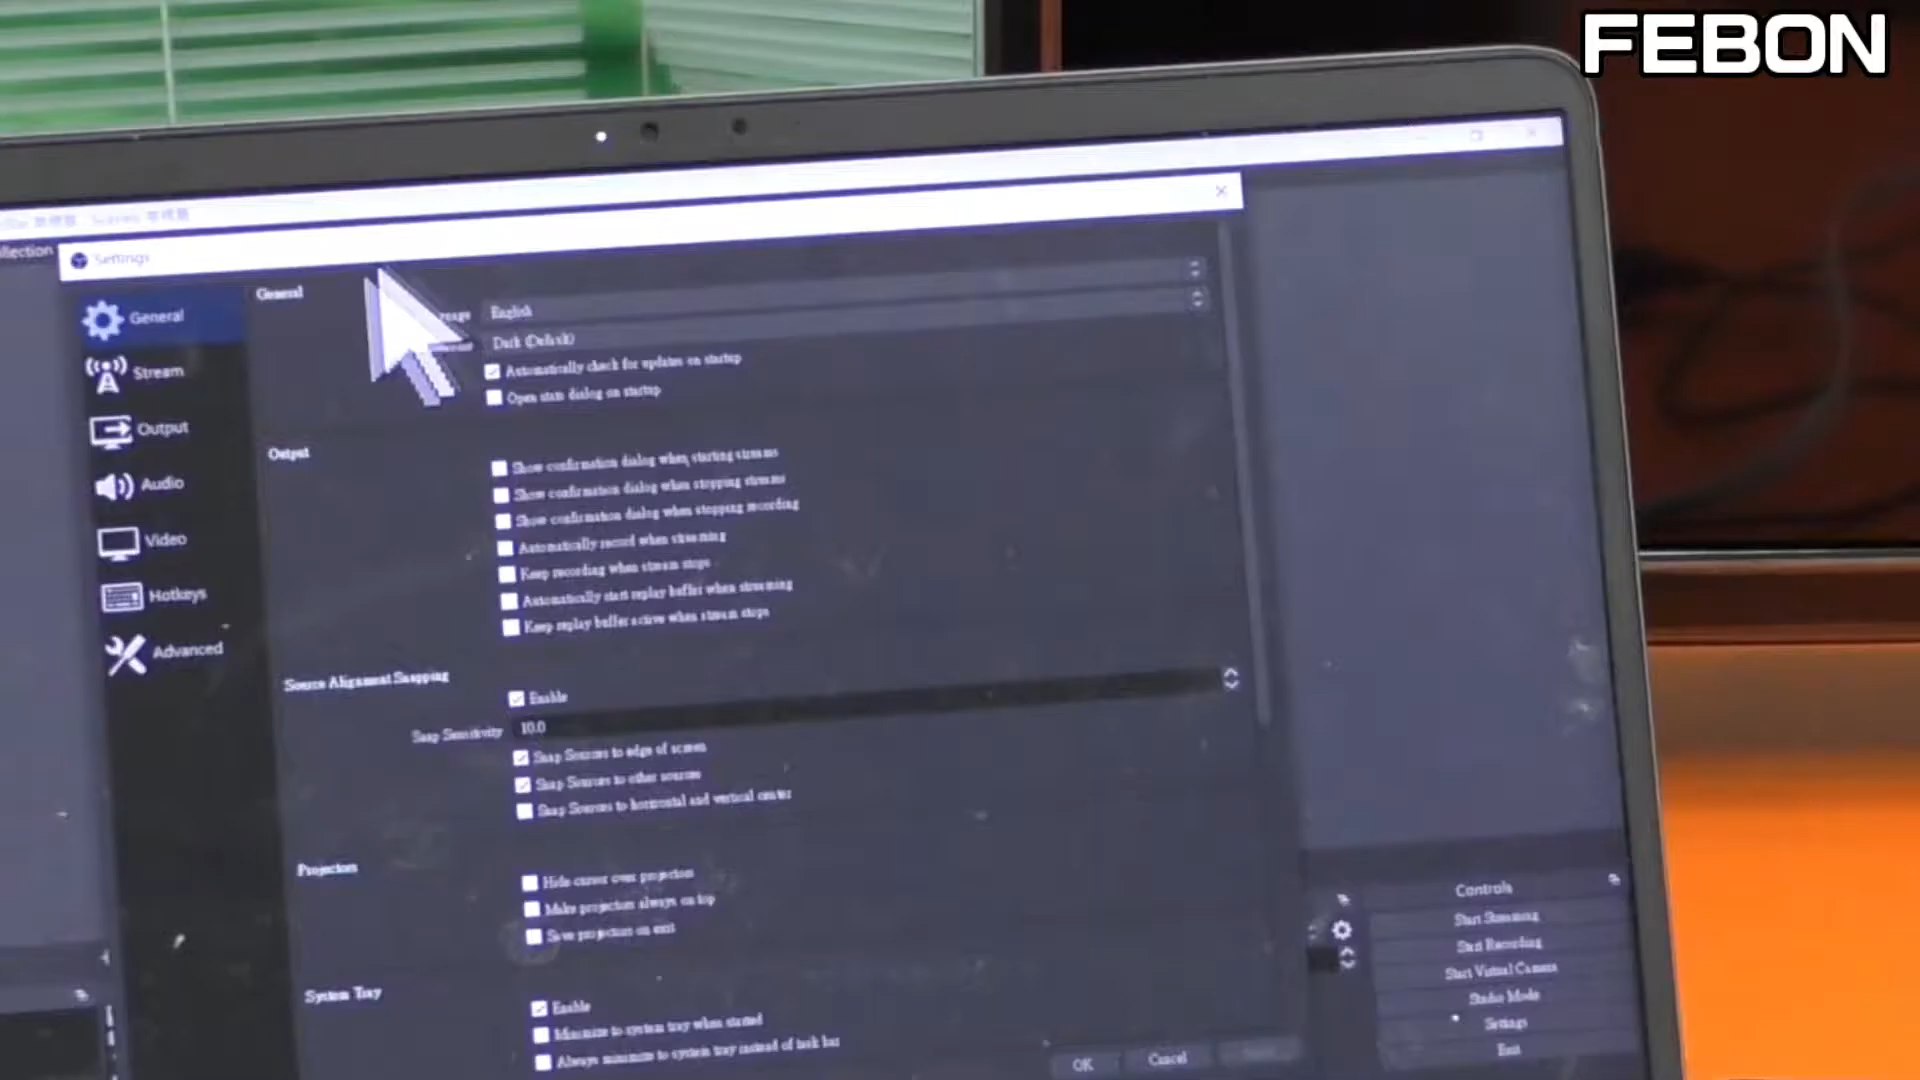 FEBON
llection
Settings
General
Stream
Output
Audio
Video
Hotkeys
Advanced
General
English
Dark (Default)
Automatically check for updates on startup
Open stats dialog on startup
Output
Show confirmation dialog when starting streams
Show confirmation dialog when stopping streams
Show confirmation dialog when stopping recording
Automatically record when streaming
Keep recording when stream stops
Automatically start replay buffer when streaming
Keep replay buffer active when stream stops
Source Alignment Snapping
Enable
Snap Sensitivity 10.0
Snap Sources to edge of screen
Snap Sources to other sources
Snap Sources to horizontal and vertical center
Projectors
Hide cursor over projectors
Make projectors always on top
Save projectors on exit
System Tray
Enable
Minimize to system tray when started
Always minimize to system tray instead of task bar
OK Cancel
Controls
Start Streaming
Start Recording
Start Virtual Camera
Studio Mode
Settings
Exit